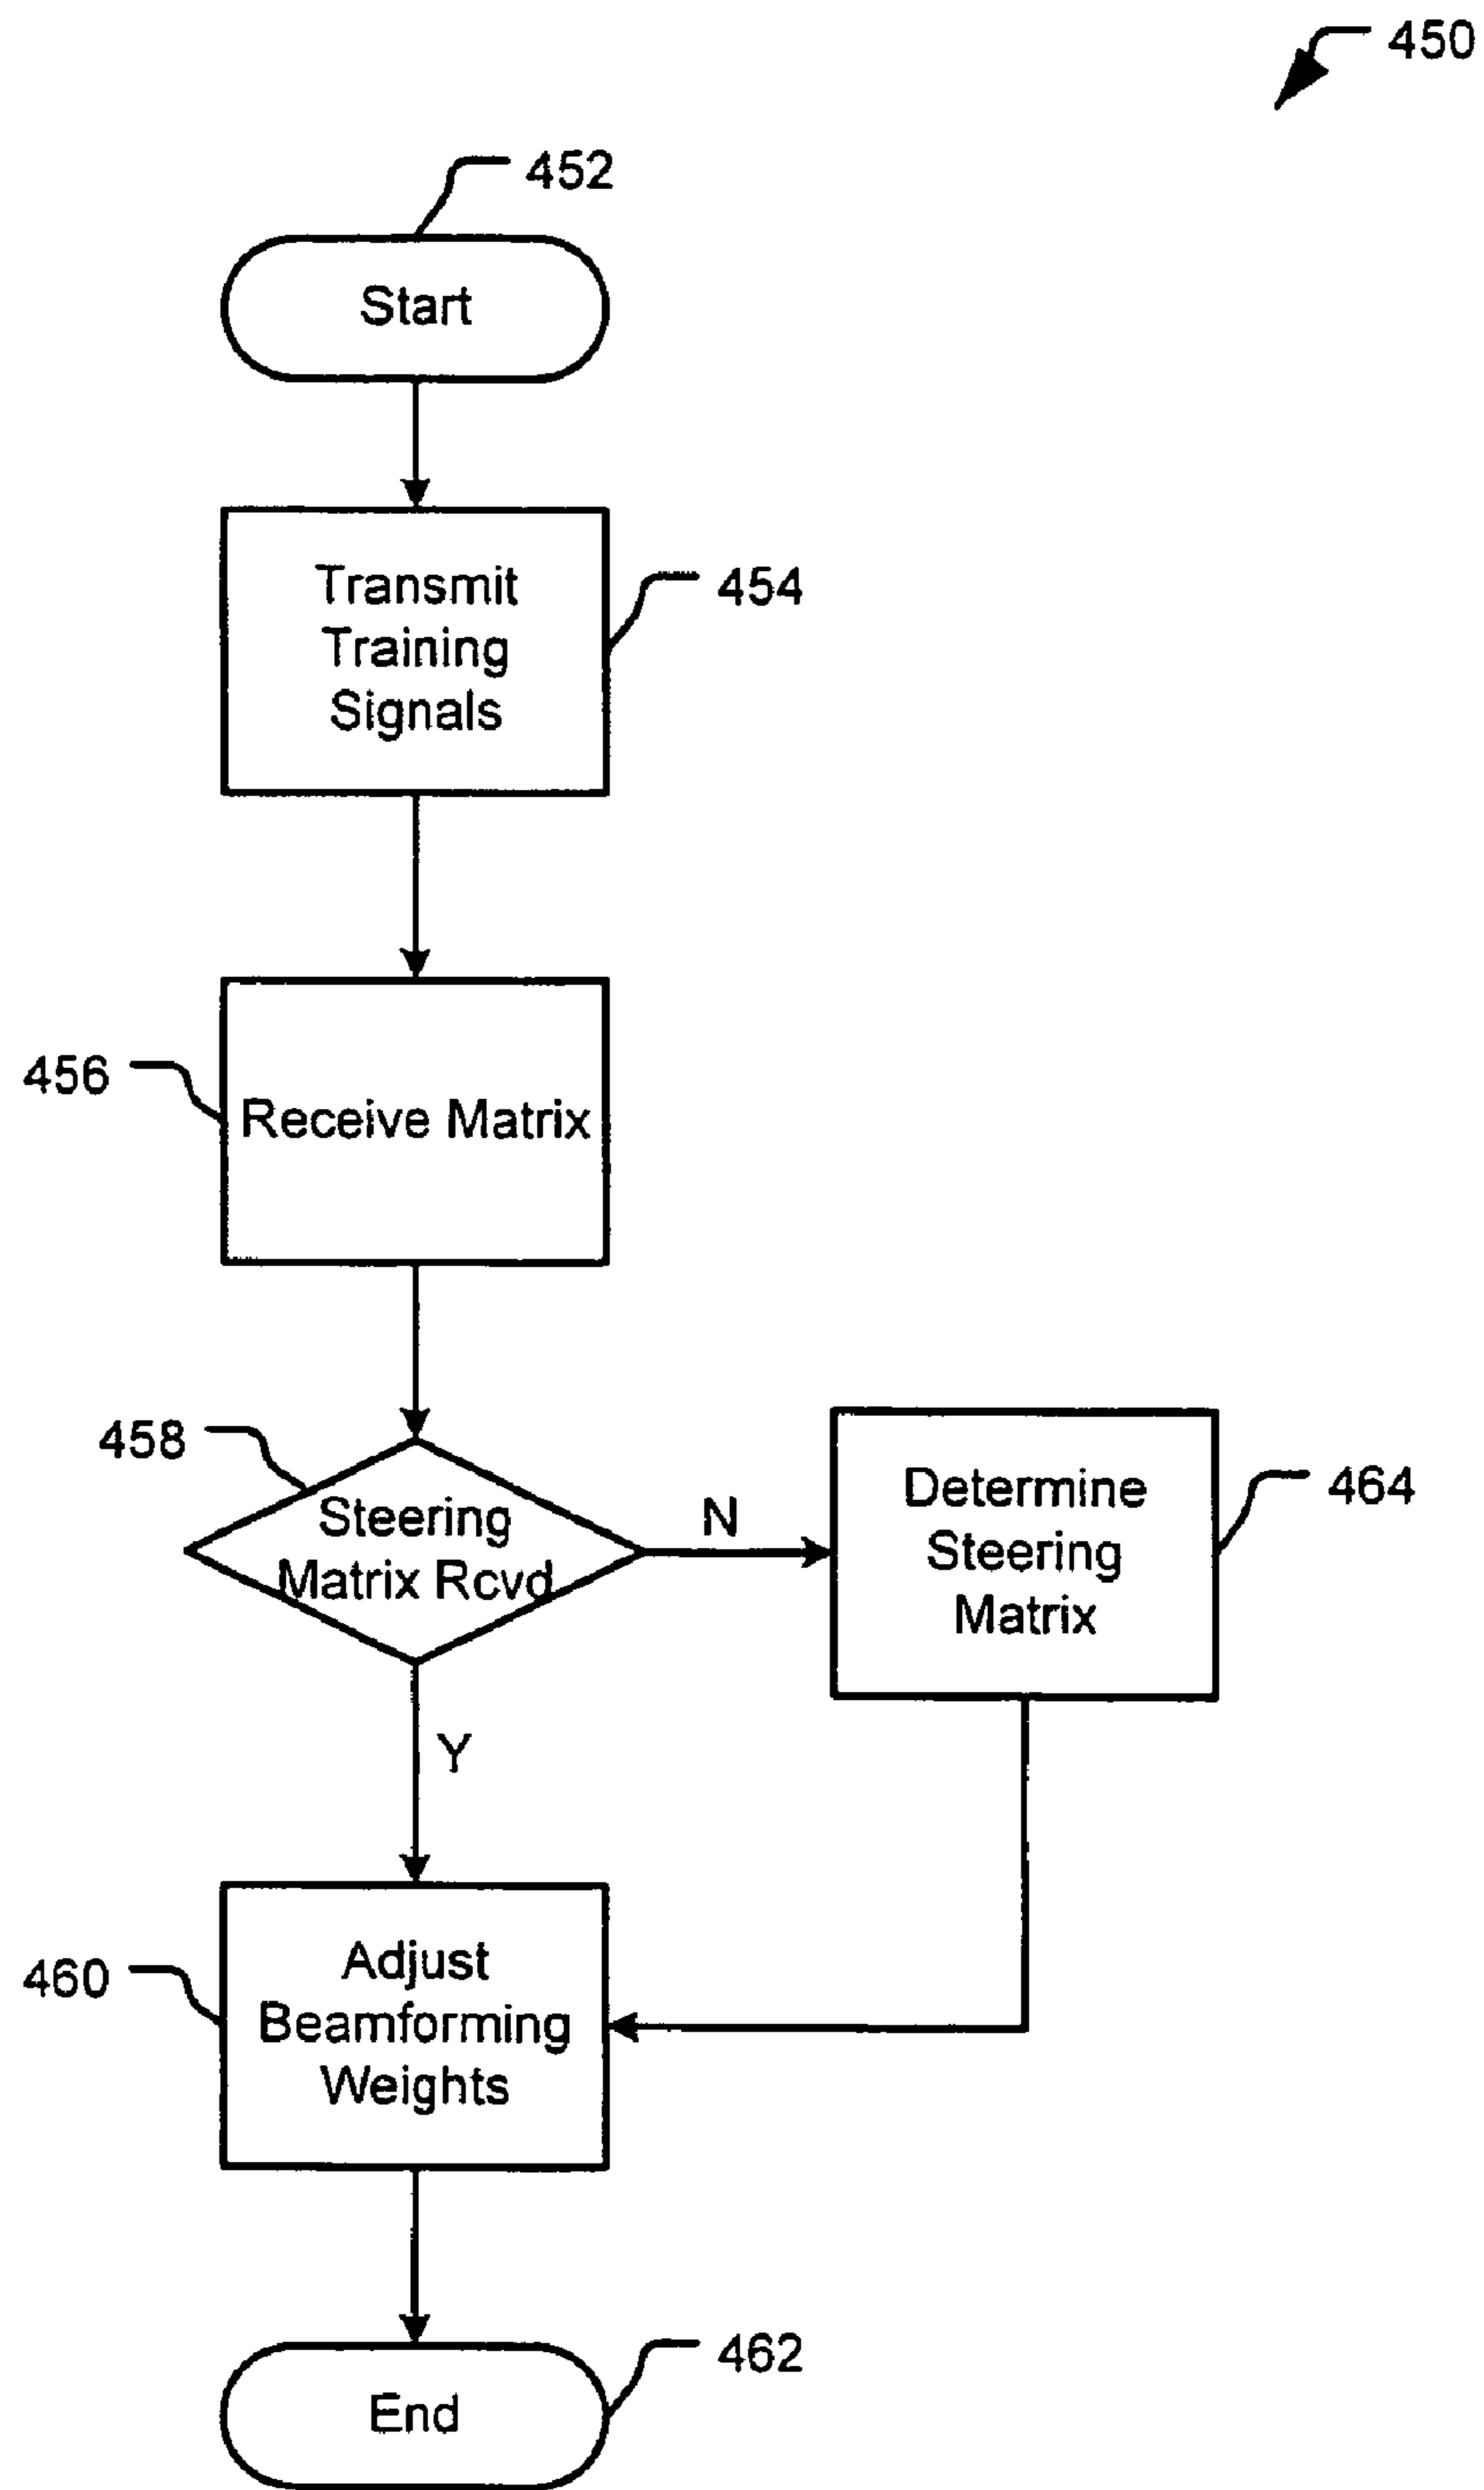 450
452
Start
Transmit
Training
Signals
454
456
Receive Matrix
458
Steering
Matrix Rcvd
N
Determine
Steering
Matrix
464
Y
460
Adjust
Beamforming
Weights
462
End